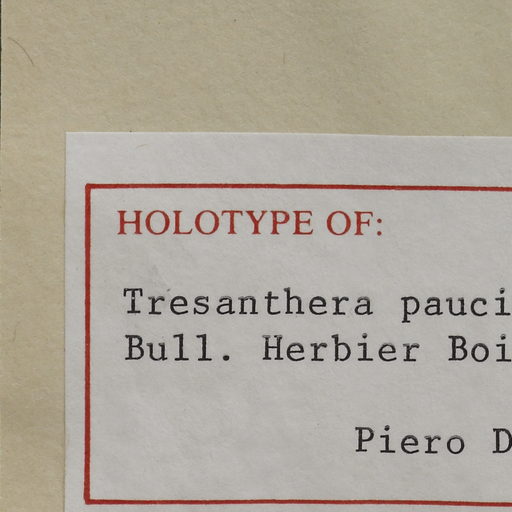 HOLOTYPE OF:
Tresanthera pauci
Bull. Herbier Boi
Piero D